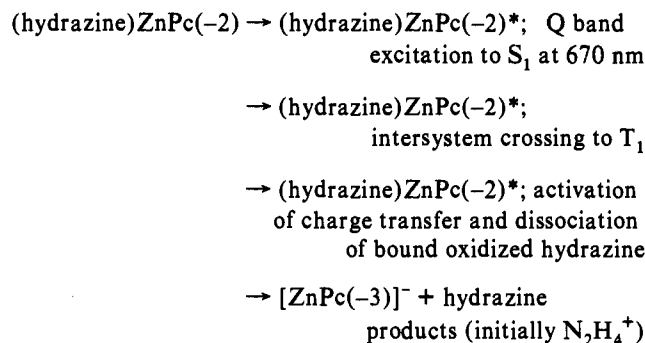 (hydrazine)ZnPc(−2) → (hydrazine)ZnPc(−2)*; Q band
excitation to S₁ at 670 nm
→ (hydrazine)ZnPc(−2)*;
intersystem crossing to T₁
→ (hydrazine)ZnPc(−2)*; activation
of charge transfer and dissociation
of bound oxidized hydrazine
→ [ZnPc(−3)]⁻ + hydrazine
products (initially N₂H₄⁺)